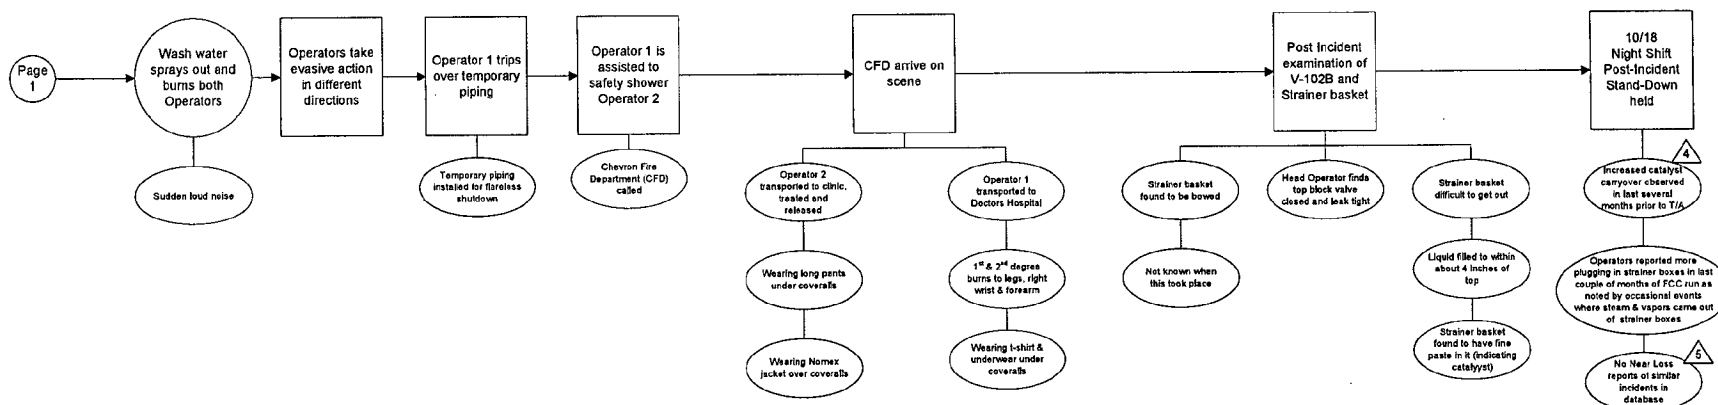 Page
1
Wash water
sprays out and
burns both
Operators
Sudden loud noise
Operators take
evasive action
in different
directions
Operator 1 trips
over temporary
piping
Temporary piping
installed for flareless
shutdown
Operator 1 is
assisted to
safety shower
Operator 2
Chevron Fire
Department (CFD)
called
CFD arrive on
scene
Operator 2
transported to clinic,
treated and
released
Wearing long pants
under coveralls
Wearing Nomex
jacket over coveralls
Operator 1
transported to
Doctors Hospital
1st & 2nd degree
burns to legs, right
wrist & forearm
Wearing t-shirt &
underwear under
coveralls
Post Incident
examination of
V-102B and
Strainer basket
Strainer basket
found to be bowed
Not known when
this took place
Head Operator finds
top block valve
closed and leak tight
Strainer basket
difficult to get out
Liquid filled to within
about 4 inches of
top
Strainer basket
found to have fine
paste in it (indicating
catalyyst)
10/18
Night Shift
Post-Incident
Stand-Down
held
4
Increased catalyst
carryover observed
in last several
months prior to T/A
Operators reported more
plugging in strainer boxes in last
couple of months of FCC run as
noted by occasional events
where steam & vapors came out
of strainer boxes
5
No Near Loss
reports of similar
incidents in
database